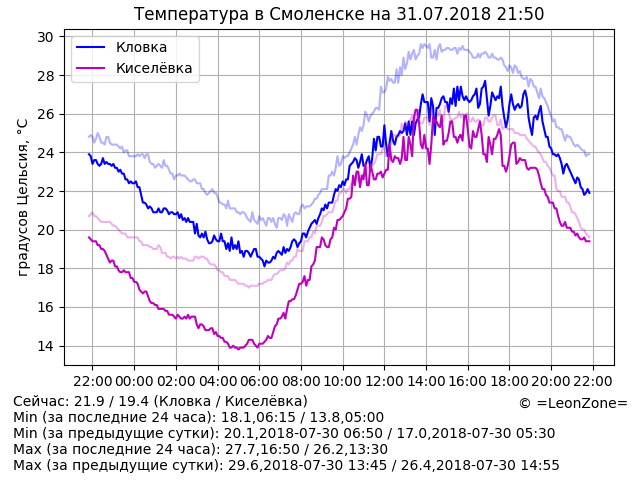 Температура в Смоленске на 31.07.2018 21:50
градусов Цельсия, °C
30
28
26
24
22
20
18
16
14
Кловка
Киселёвка
22:00 00:00 02:00 04:00 06:00 08:00 10:00 12:00 14:00 16:00 18:00 20:00 22:00
Сейчас: 21.9 / 19.4 (Кловка / Киселёвка)
© =LeonZone=
Min (за последние 24 часа): 18.1,06:15 / 13.8,05:00
Min (за предыдущие сутки): 20.1,2018-07-30 06:50 / 17.0,2018-07-30 05:30
Max (за последние 24 часа): 27.7,16:50 / 26.2,13:30
Max (за предыдущие сутки): 29.6,2018-07-30 13:45 / 26.4,2018-07-30 14:55